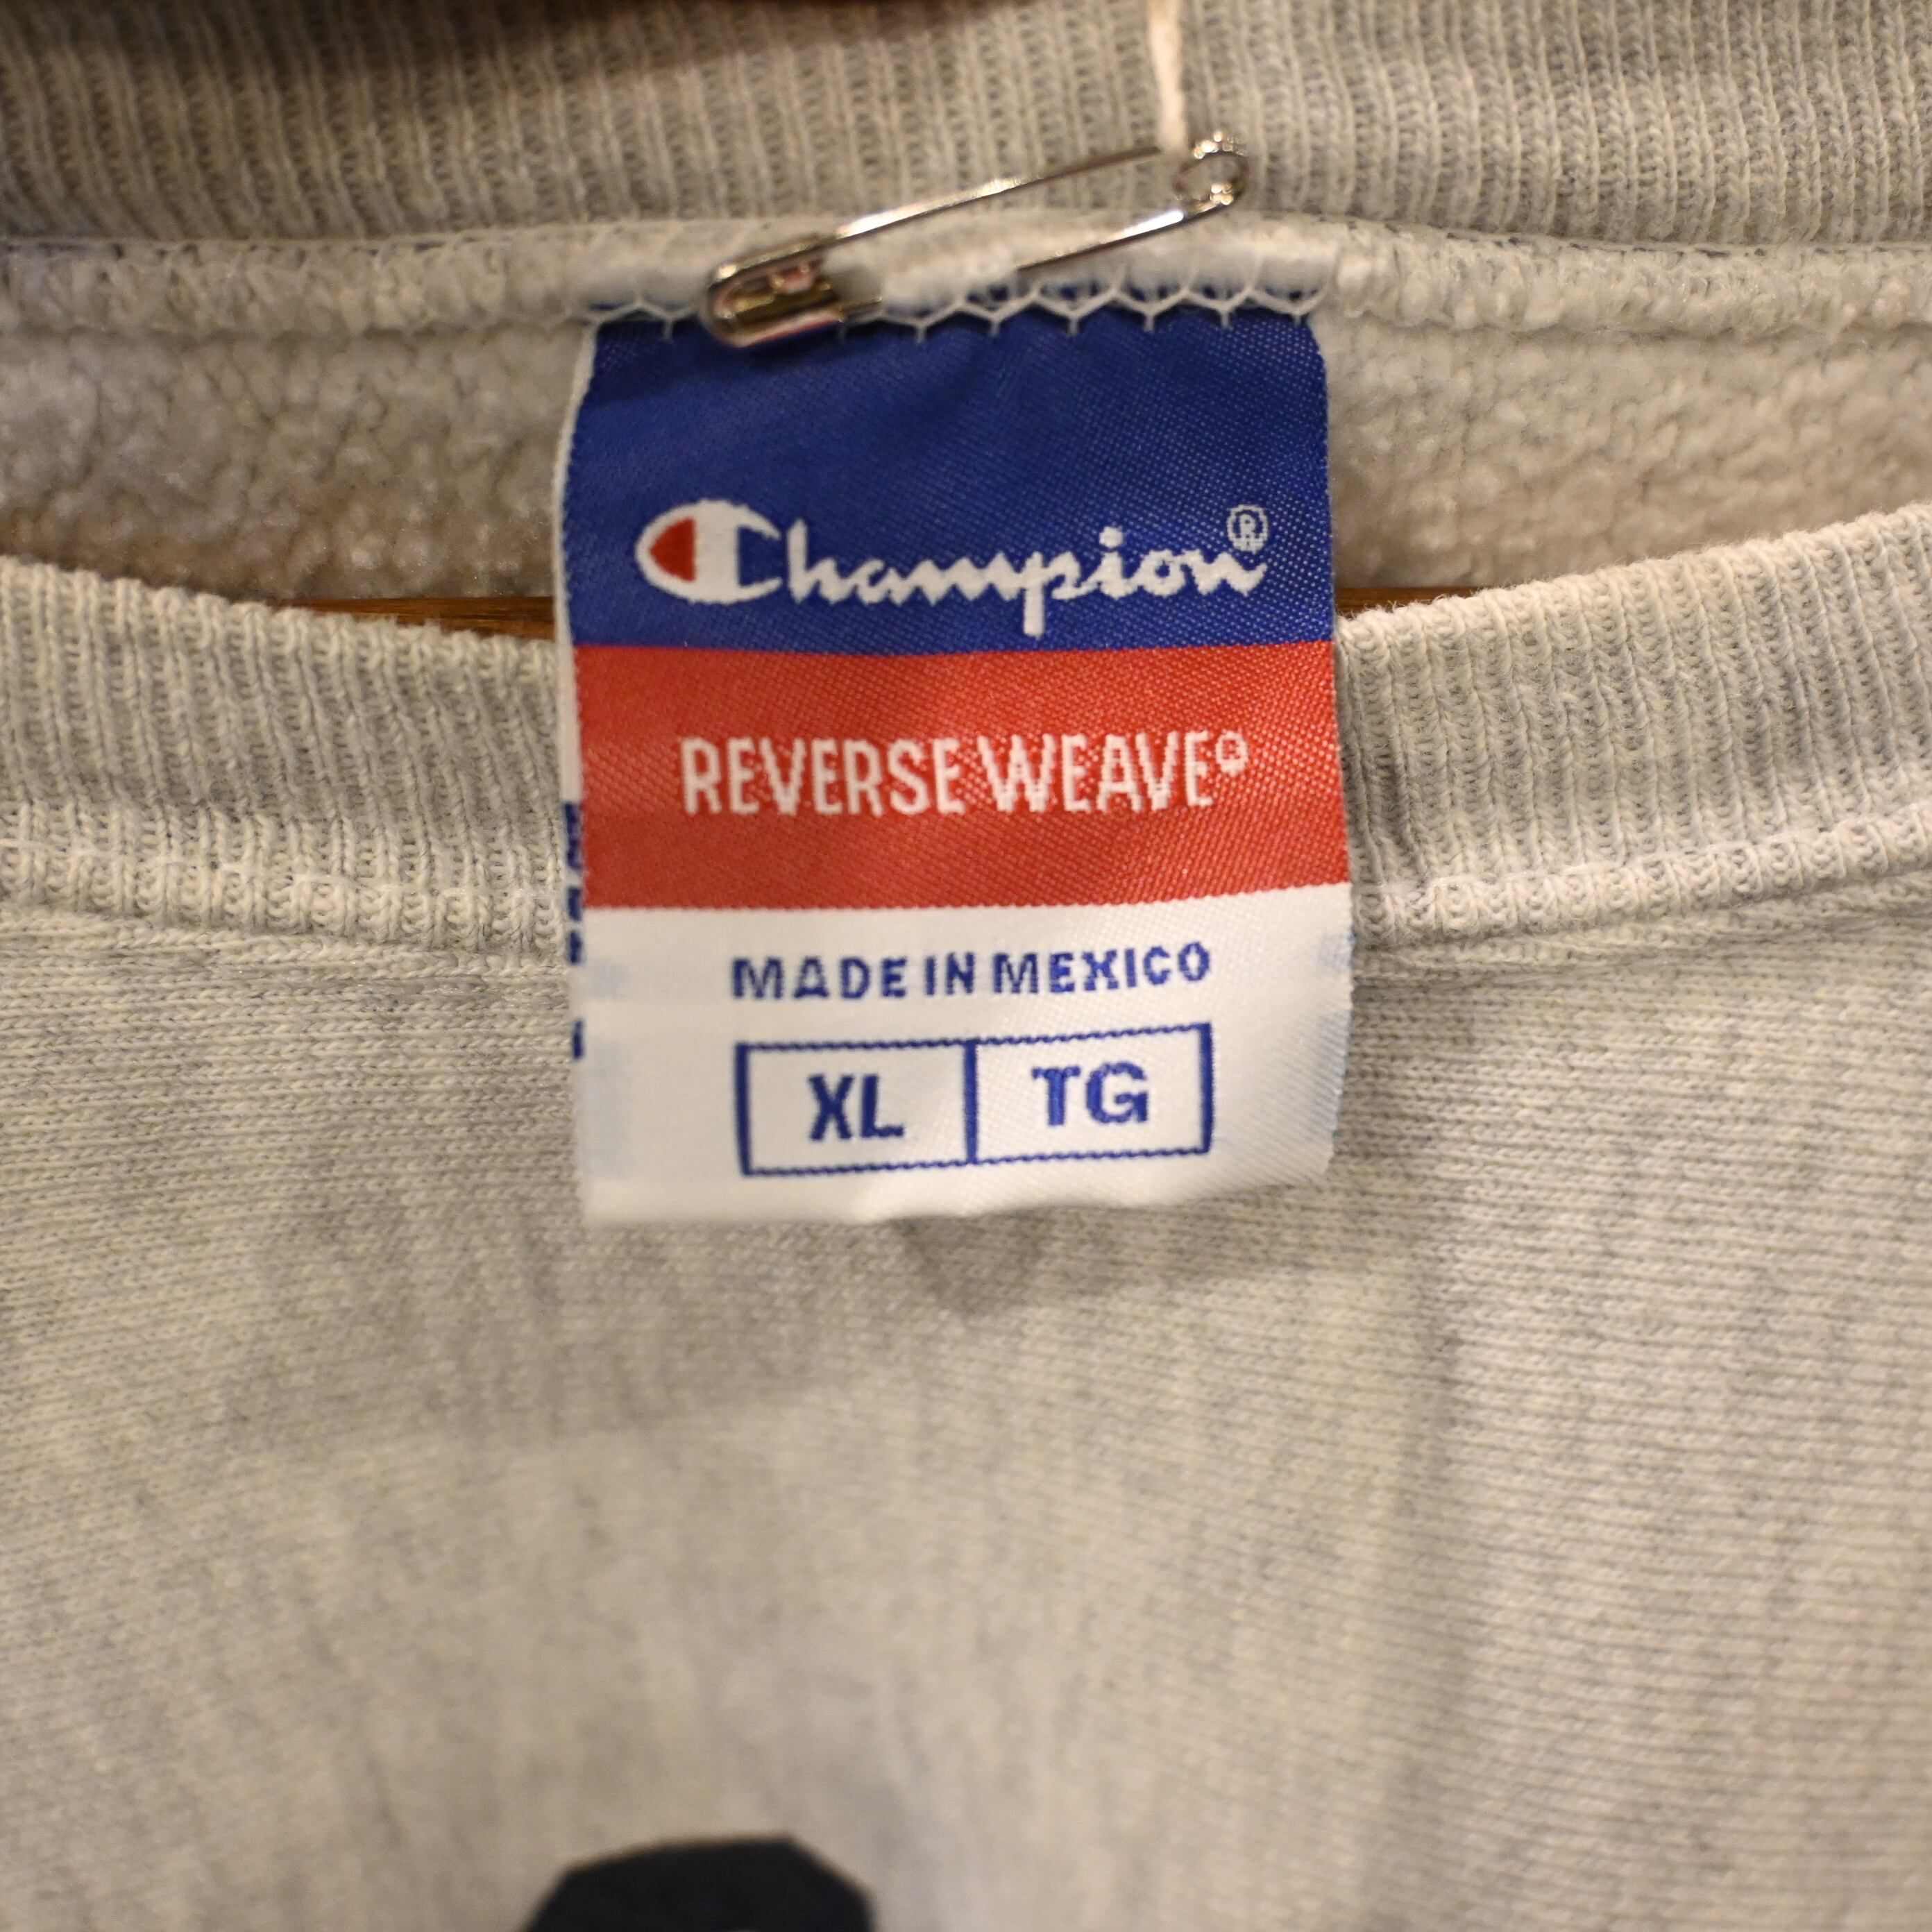 Champion®
REVERSE WEAVE®
MADE IN MEXICO
XL TG